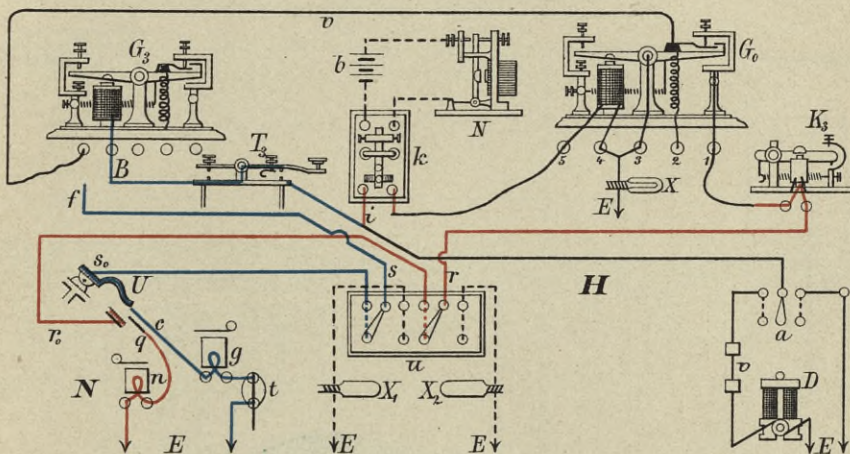 v
G₃ b N G₀
k K₃
T₃
B 5 4 3 2 1
X
f i E
s₀ s r H
U
r₀ q c u a
g v
N n t X₁ X₂ D
E E E E